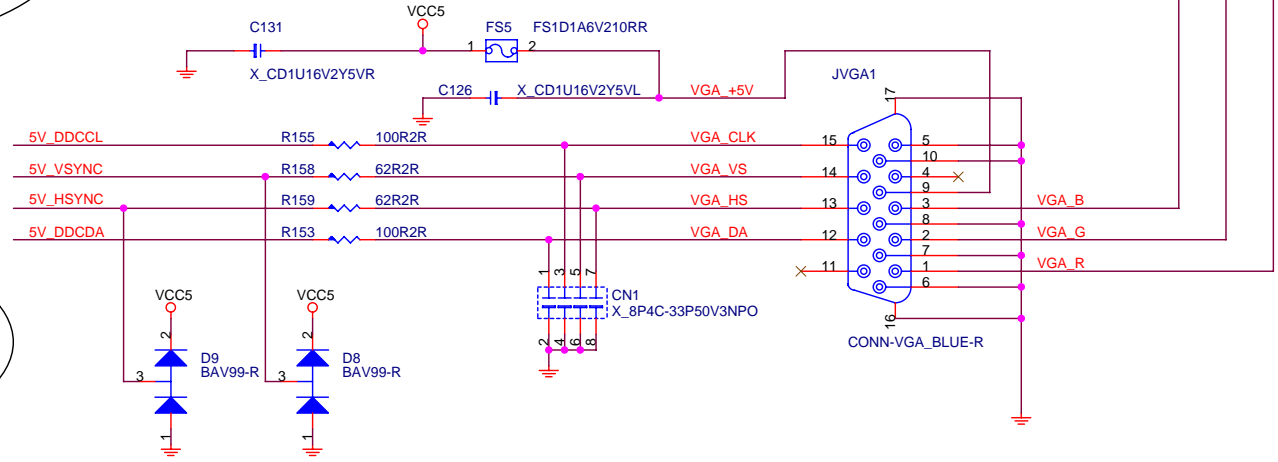 VCC5
C131
FS5 FS1D1A6V210RR
1 2
X_CD1U16V2Y5VR
JVGA1
C126 X_CD1U16V2Y5VL VGA_+5V
17
5V_DDCCL R155 100R2R VGA_CLK 15 5
10
5V_VSYNC R158 62R2R VGA_VS 14 4
9
5V_HSYNC R159 62R2R VGA_HS 13 3 VGA_B
8
5V_DDCDA R153 100R2R VGA_DA 12 2 VGA_G
7
11 1 VGA_R
6
1 3 5 7
VCC5 VCC5 CN1
X_8P4C-33P50V3NPO
2 4 6 8
16
CONN-VGA_BLUE-R
2 2
D9 D8
BAV99-R BAV99-R
3 3
1 1